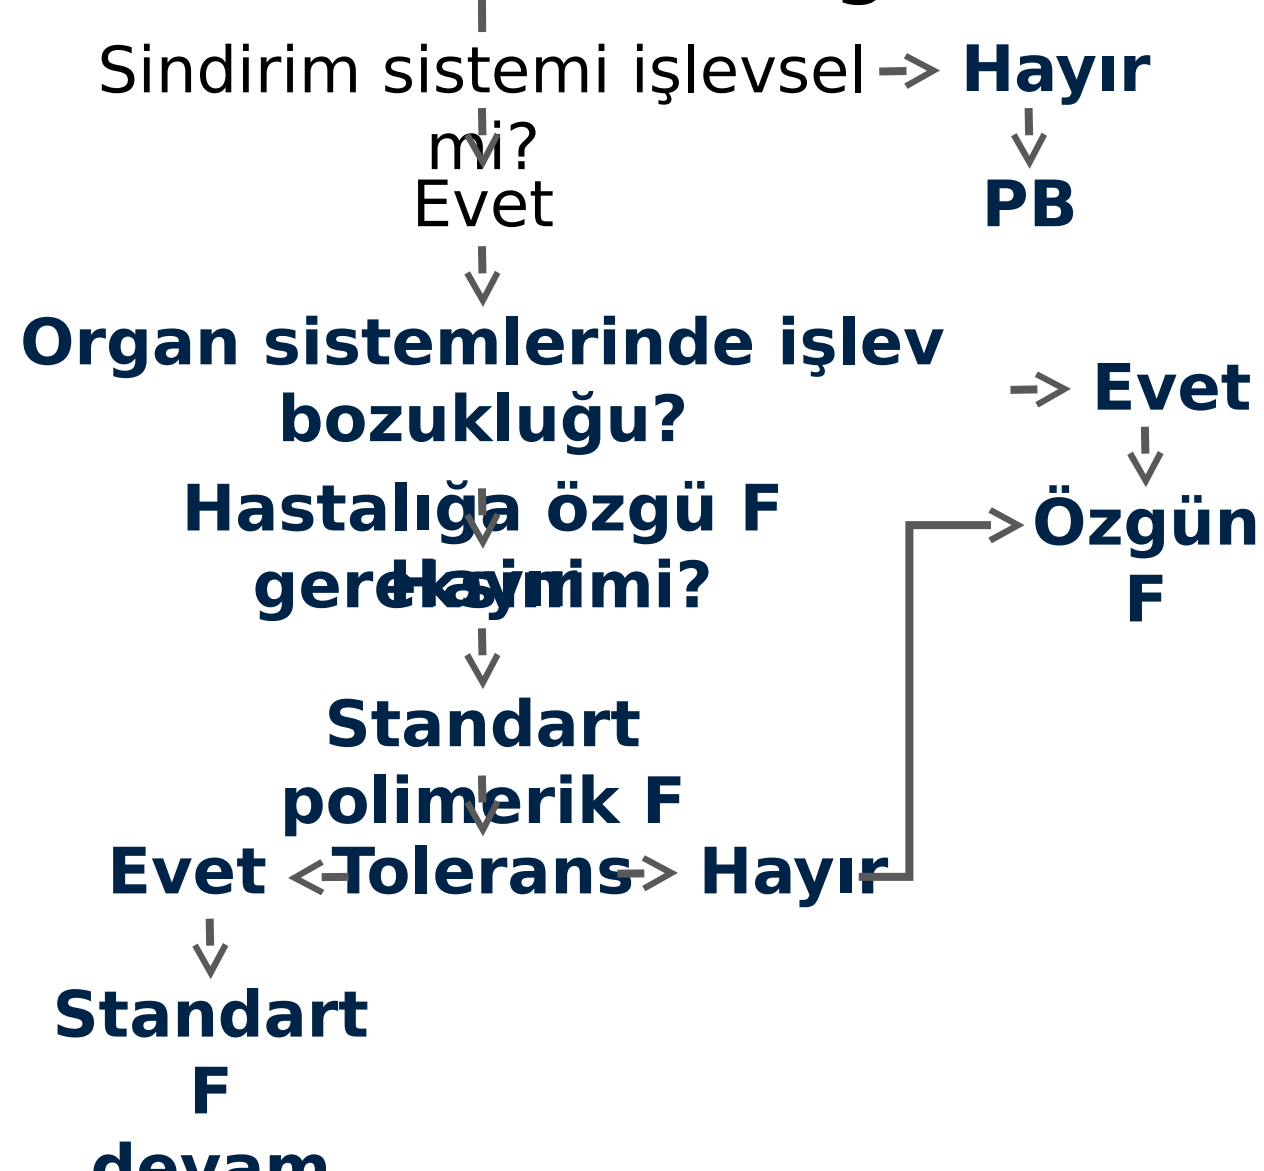 Sindirim sistemi işlevsel mi?
Hayır
Evet
PB
Organ sistemlerinde işlev
bozukluğu?
Evet
Hastalığa özgü F
gereksinimi?
Hayır
Özgün
F
Standart
polimerik F
Evet
Tolerans
Hayır
Standart
F
devam